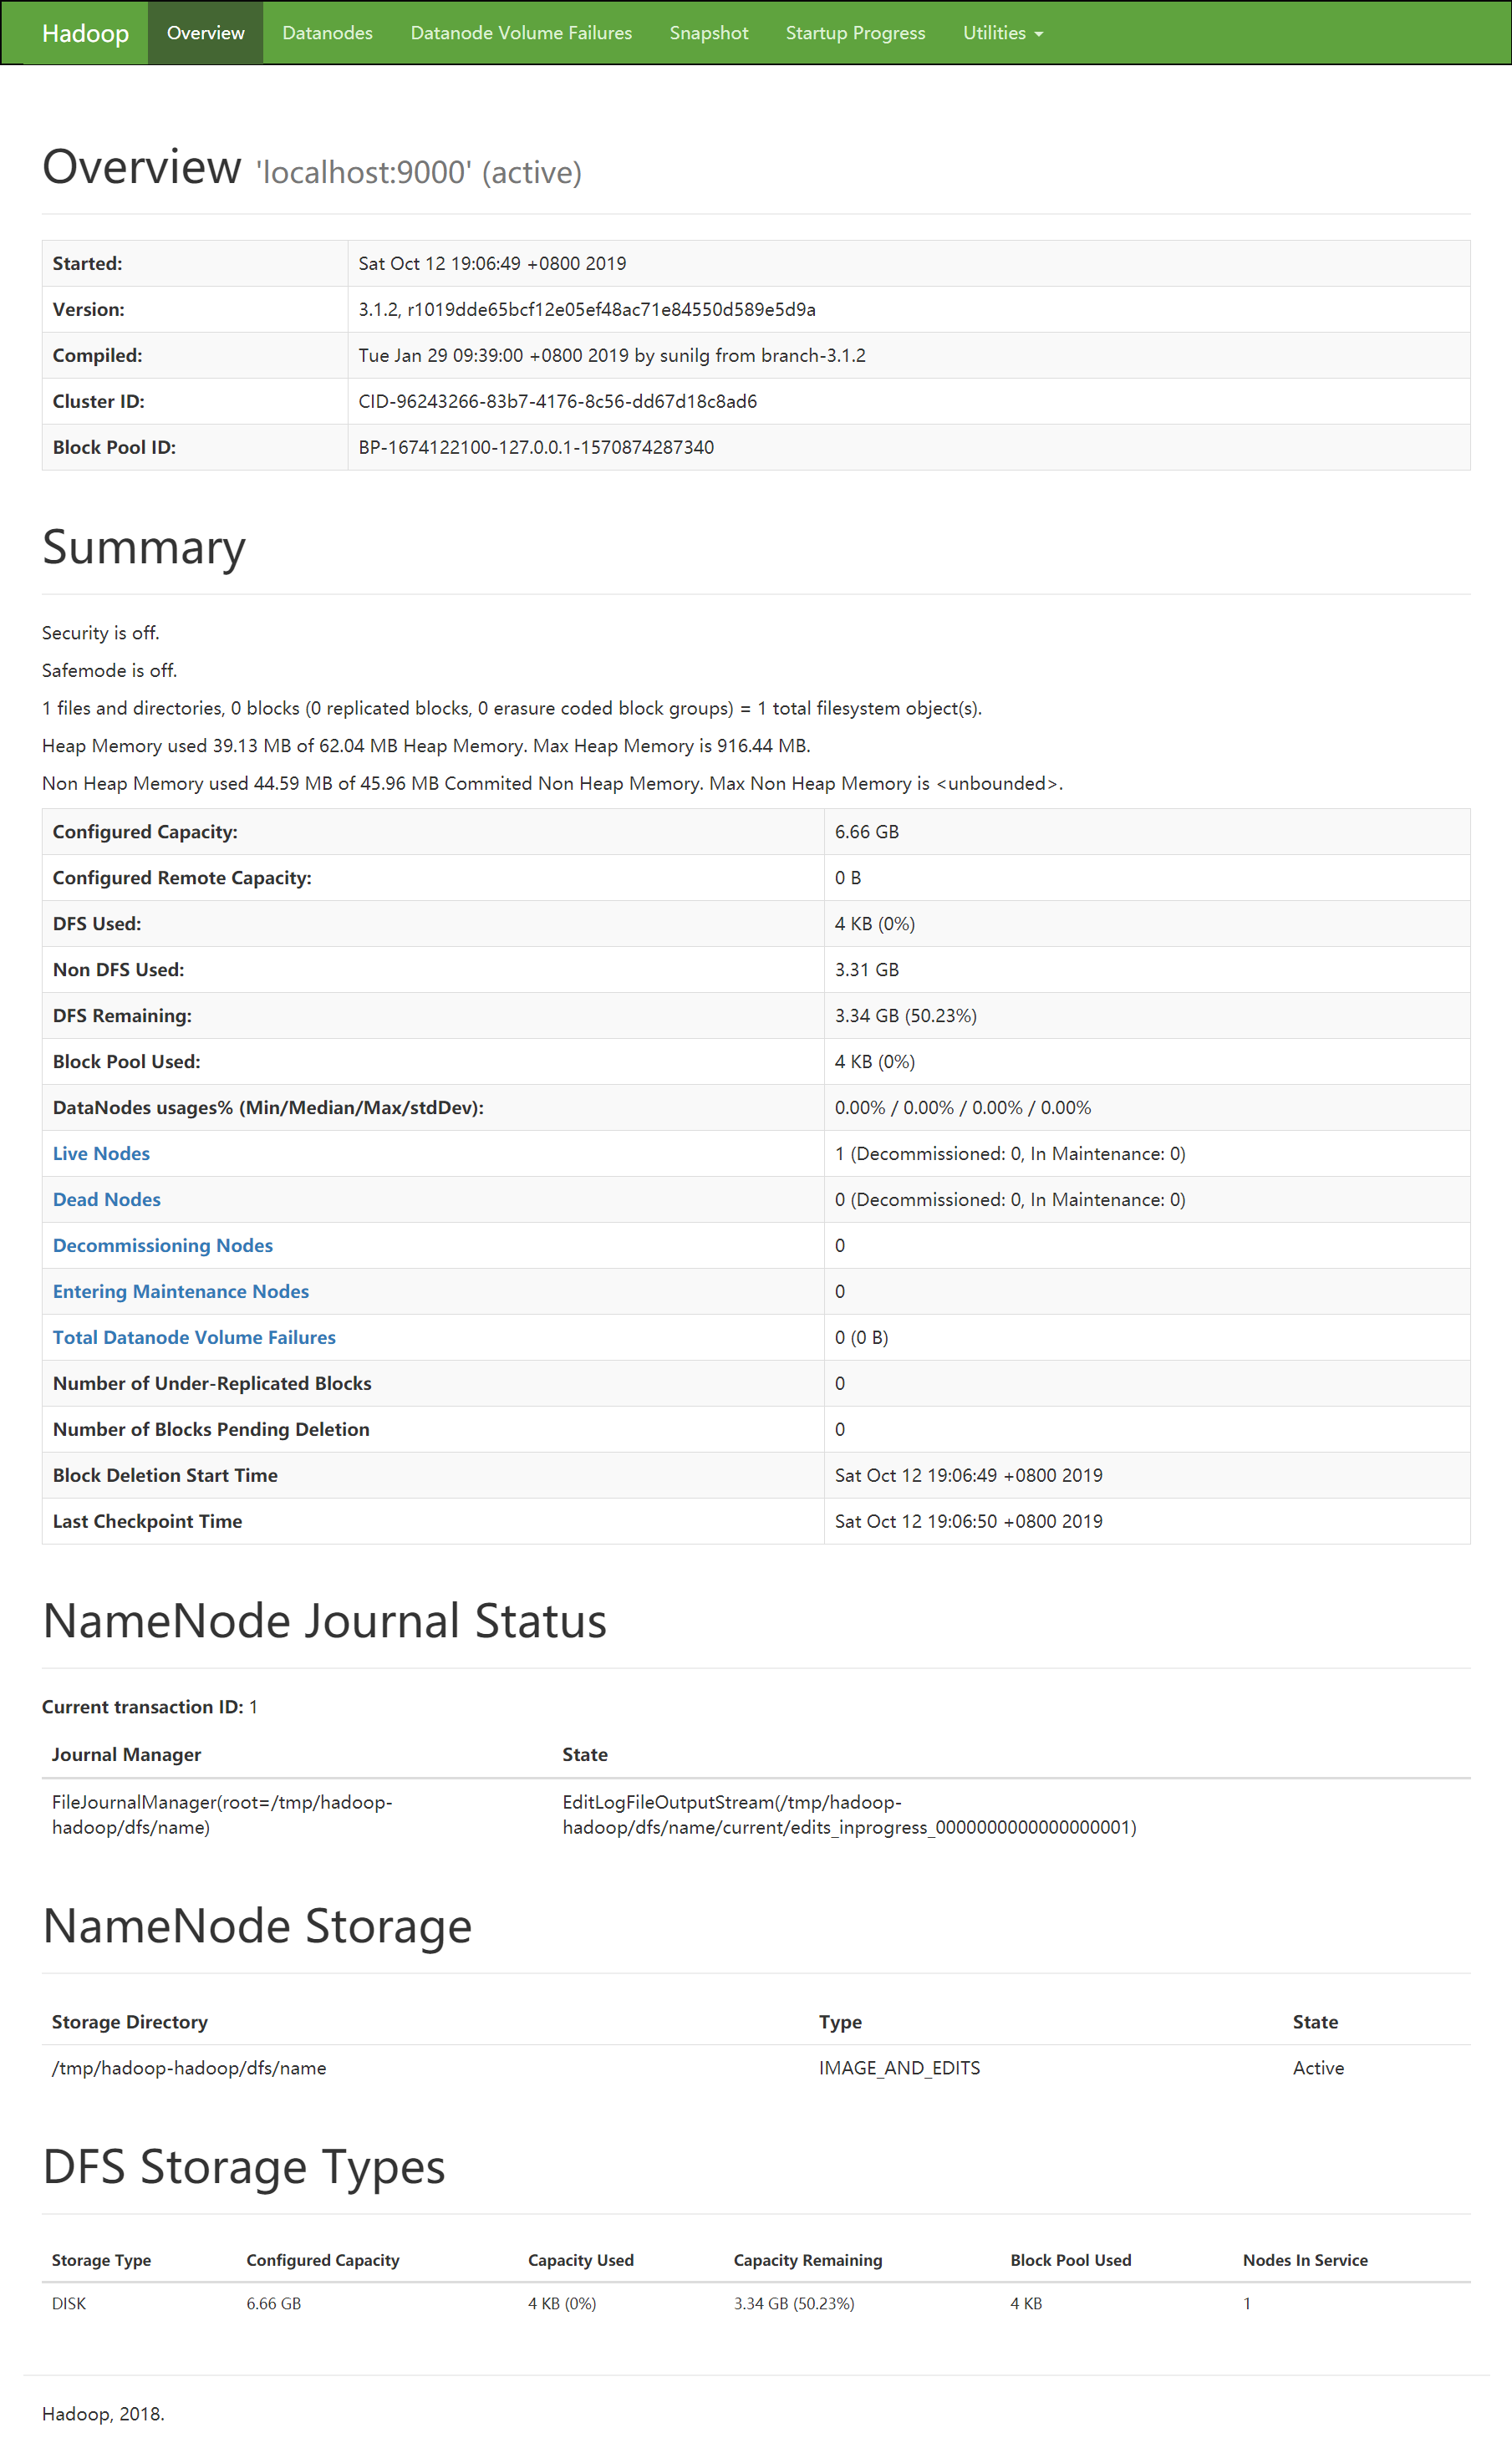 Hadoop Overview Datanodes Datanode Volume Failures Snapshot Startup Progress Utilities
Overview 'localhost:9000' (active)
Started: Sat Oct 12 19:06:49 +0800 2019
Version: 3.1.2, r1019dde65bcf12e05ef48ac71e84550d589e5d9a
Compiled: Tue Jan 29 09:39:00 +0800 2019 by sunilg from branch-3.1.2
Cluster ID: CID-96243266-83b7-4176-8c56-dd67d18c8ad6
Block Pool ID: BP-1674122100-127.0.0.1-1570874287340
Summary
Security is off.
Safemode is off.
1 files and directories, 0 blocks (0 replicated blocks, 0 erasure coded block groups) = 1 total filesystem object(s).
Heap Memory used 39.13 MB of 62.04 MB Heap Memory. Max Heap Memory is 916.44 MB.
Non Heap Memory used 44.59 MB of 45.96 MB Commited Non Heap Memory. Max Non Heap Memory is <unbounded>.
Configured Capacity: 6.66 GB
Configured Remote Capacity: 0 B
DFS Used: 4 KB (0%)
Non DFS Used: 3.31 GB
DFS Remaining: 3.34 GB (50.23%)
Block Pool Used: 4 KB (0%)
DataNodes usages% (Min/Median/Max/stdDev): 0.00% / 0.00% / 0.00% / 0.00%
Live Nodes 1 (Decommissioned: 0, In Maintenance: 0)
Dead Nodes 0 (Decommissioned: 0, In Maintenance: 0)
Decommissioning Nodes 0
Entering Maintenance Nodes 0
Total Datanode Volume Failures 0 (0 B)
Number of Under-Replicated Blocks 0
Number of Blocks Pending Deletion 0
Block Deletion Start Time Sat Oct 12 19:06:49 +0800 2019
Last Checkpoint Time Sat Oct 12 19:06:50 +0800 2019
NameNode Journal Status
Current transaction ID: 1
Journal Manager State
FileJournalManager(root=/tmp/hadoop- EditLogFileOutputStream(/tmp/hadoop-
hadoop/dfs/name) hadoop/dfs/name/current/edits_inprogress_0000000000000000001)
NameNode Storage
Storage Directory Type State
/tmp/hadoop-hadoop/dfs/name IMAGE_AND_EDITS Active
DFS Storage Types
Storage Type Configured Capacity Capacity Used Capacity Remaining Block Pool Used Nodes In Service
DISK 6.66 GB 4 KB (0%) 3.34 GB (50.23%) 4 KB 1
Hadoop, 2018.